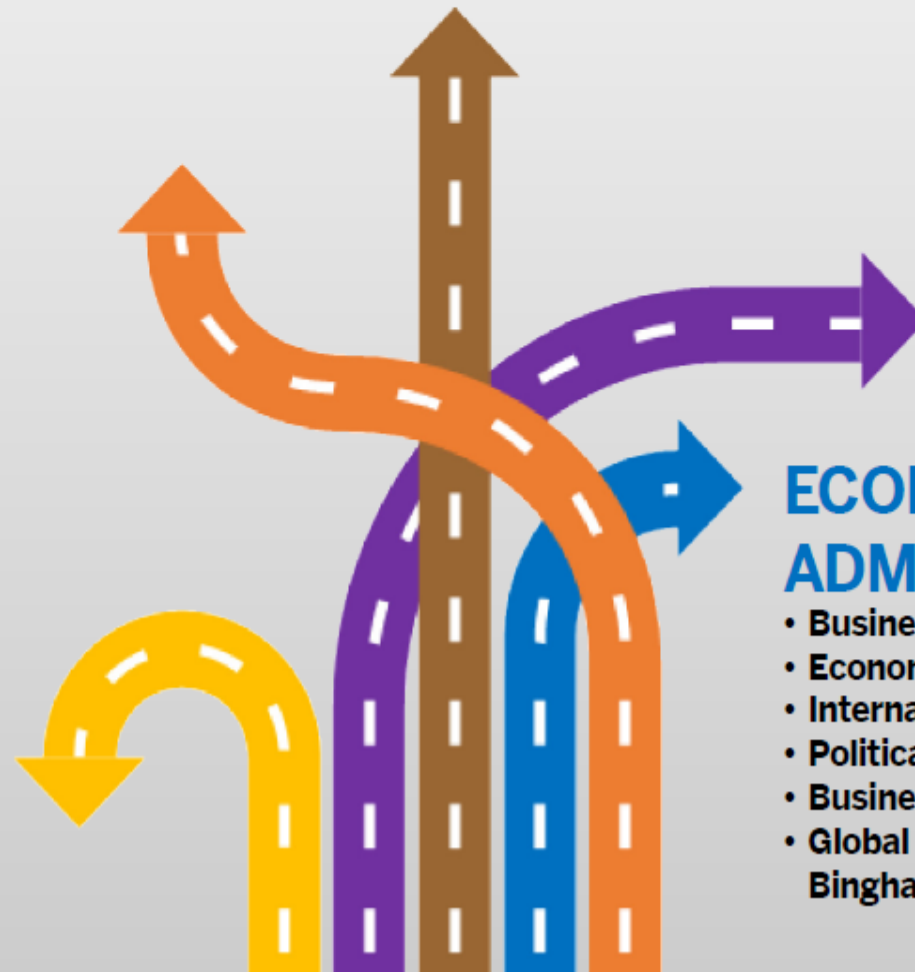 ECO
ADM
• Busine
• Econo
• Interna
• Politica
• Busine
• Global
Bingha